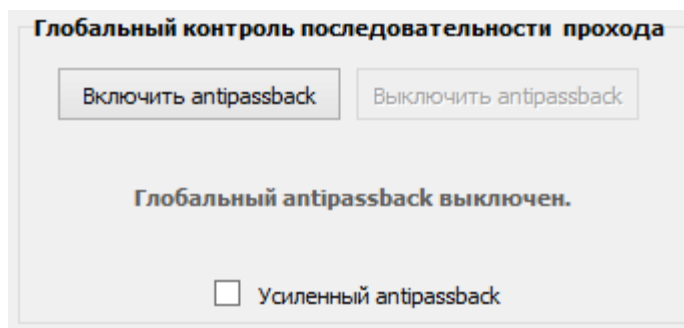 Глобальный контроль последовательности прохода
Включить antipassback Выключить antipassback
Глобальный antipassback выключен.
Усиленный antipassback